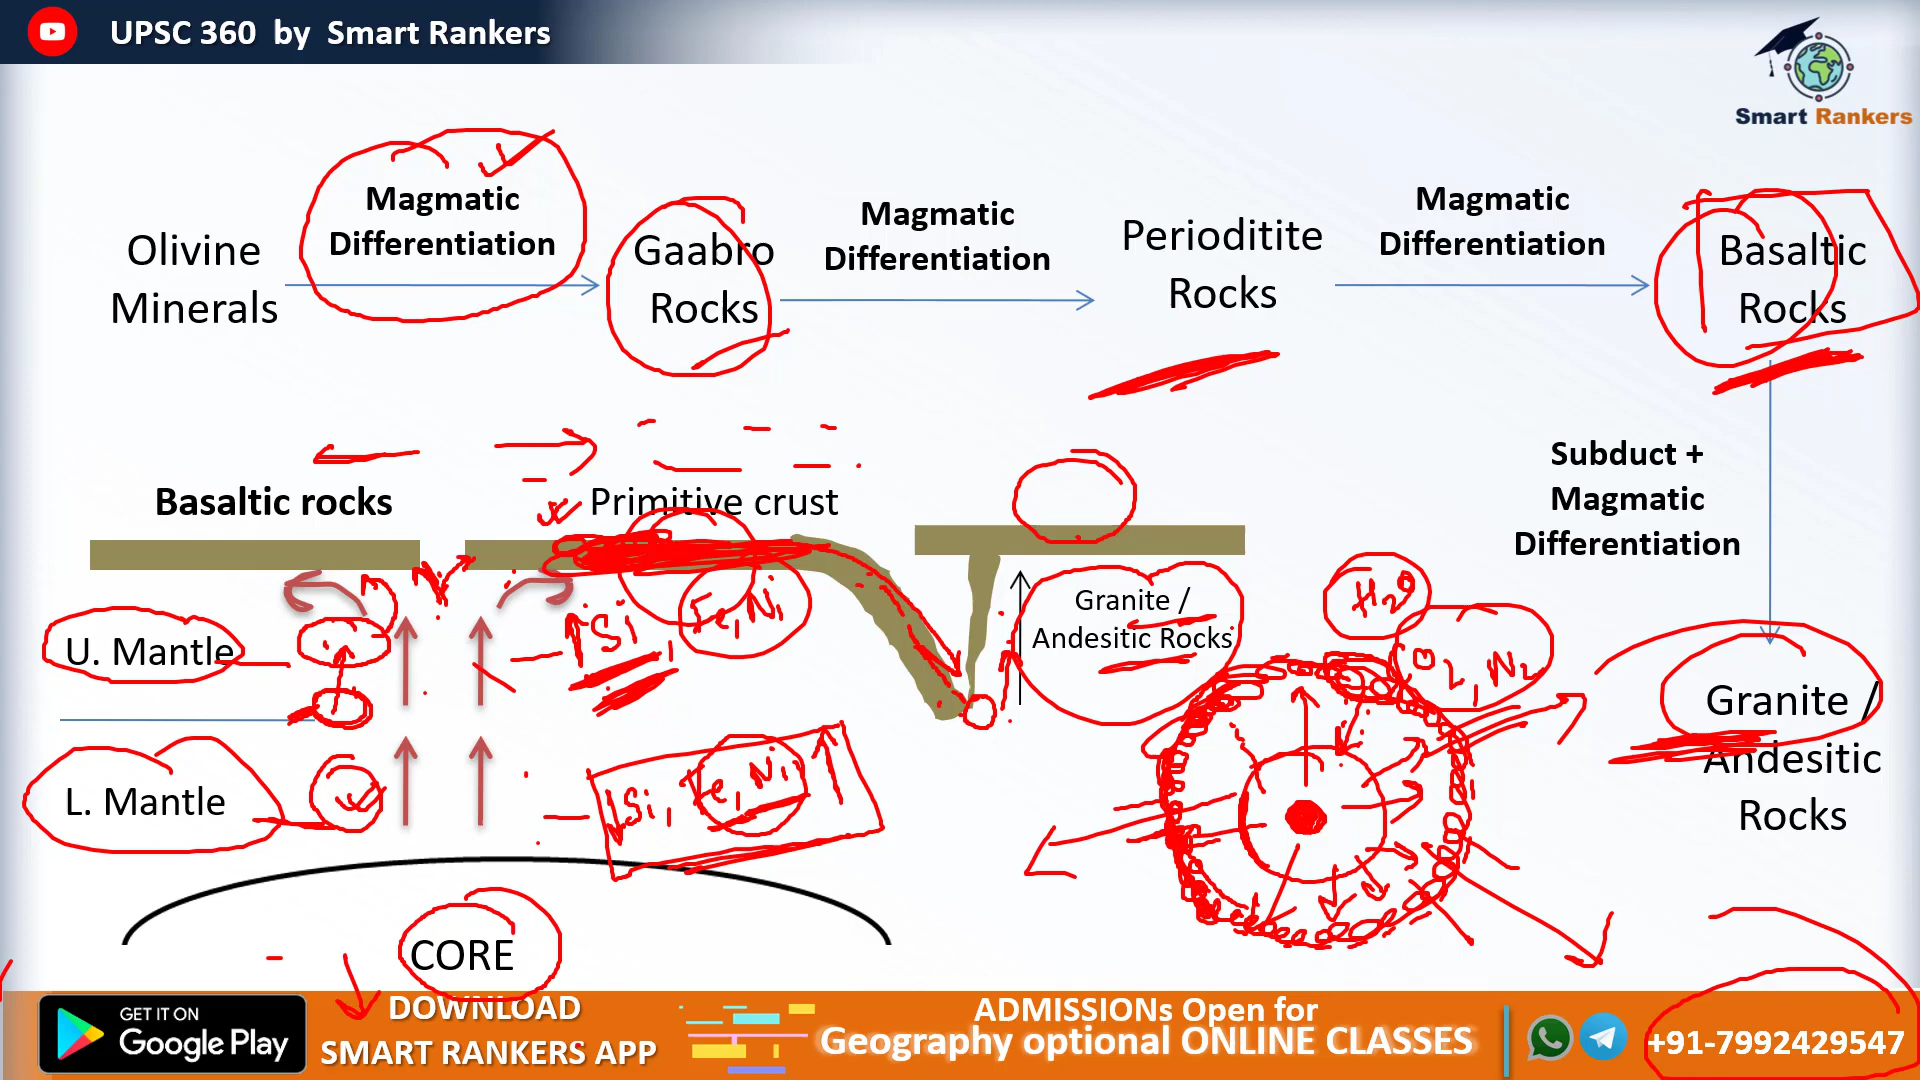 UPSC 360 by Smart Rankers
Smart Rankers
Magmatic
Differentiation
Olivine
Minerals
Gaabro
Rocks
Magmatic
Differentiation
Perioditite
Rocks
Magmatic
Differentiation
Basaltic
Rocks
Basaltic rocks
Primitive crust
Subduct +
Magmatic
Differentiation
Granite /
Andesitic Rocks
H2O
O2, N2
Si, Fe, Ni
U. Mantle
L. Mantle
Si, Fe, Ni
Granite /
Andesitic
Rocks
CORE
GET IT ON
Google Play
DOWNLOAD
SMART RANKERS APP
ADMISSIONs Open for
Geography optional ONLINE CLASSES
+91-7992429547